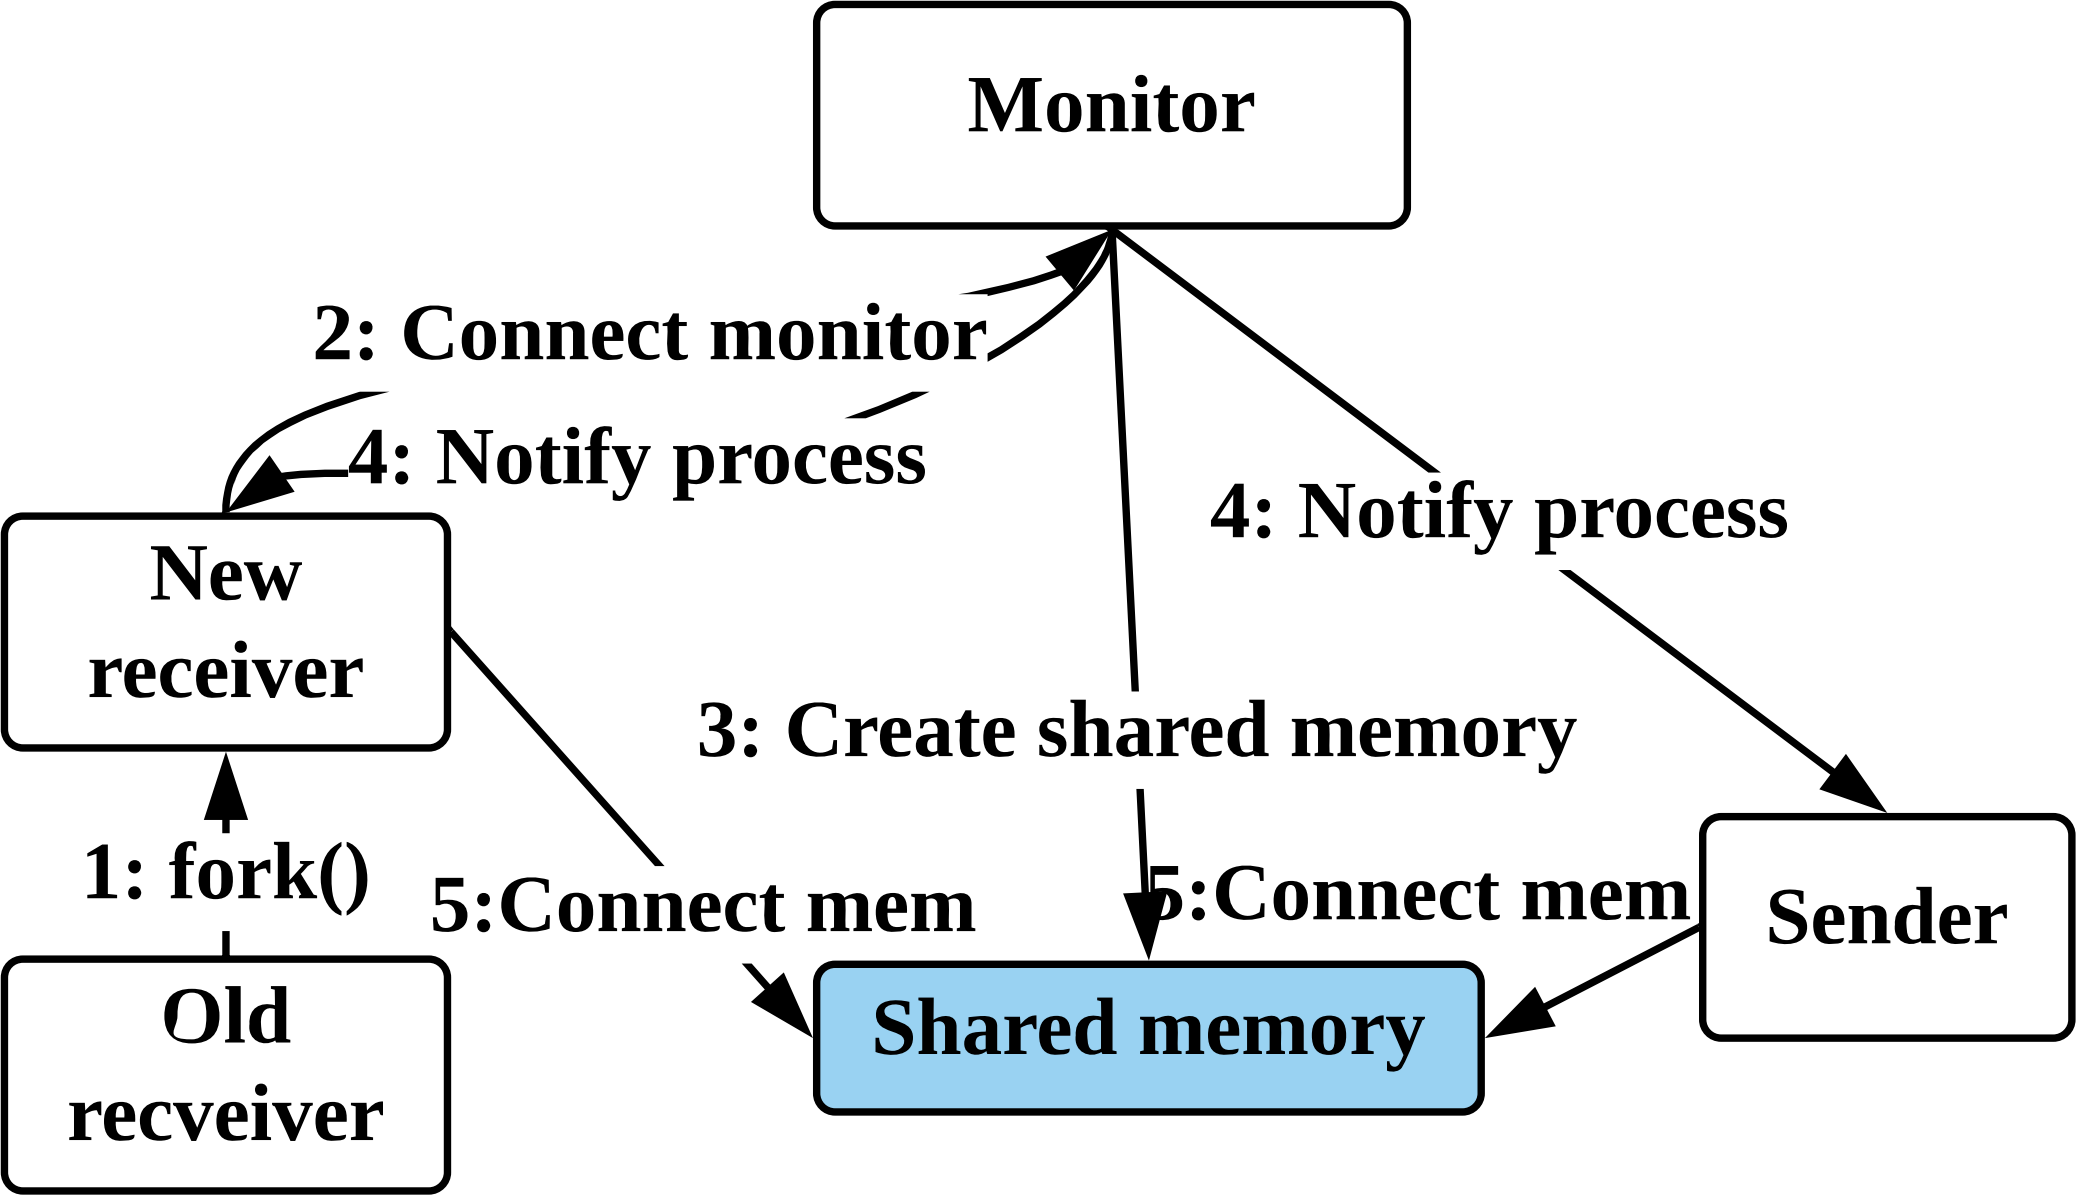 Monitor
2: Connect monitor
4: Notify process
4: Notify process
New
receiver
3: Create shared memory
1: fork()
5:Connect mem
5:Connect mem
Sender
Old
recveiver
Shared memory